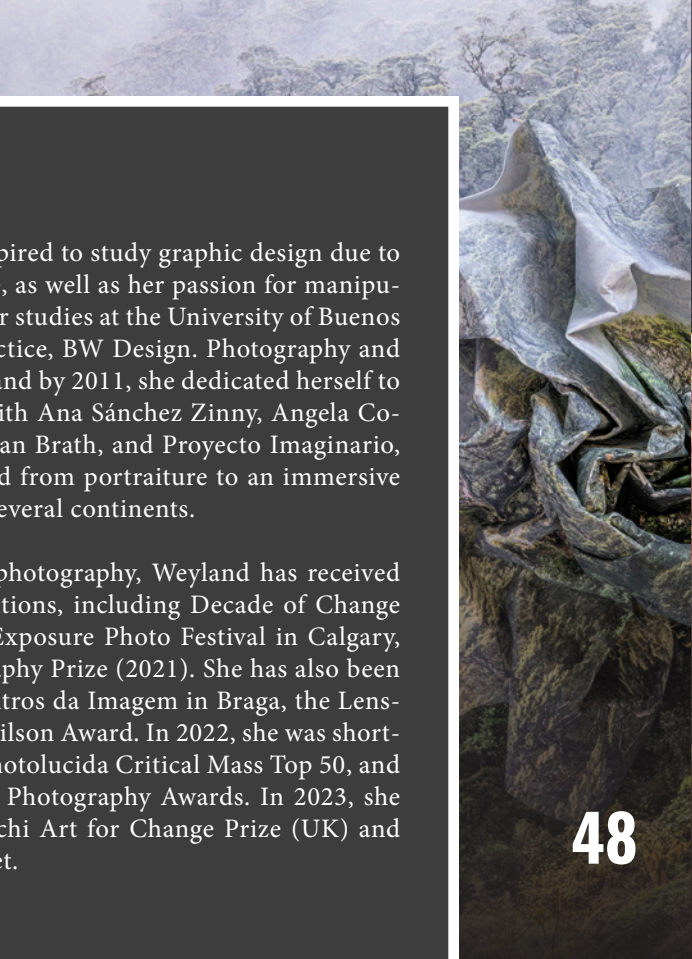 pired to study graphic design due to
, as well as her passion for manipu-
r studies at the University of Buenos
ctice, BW Design. Photography and
and by 2011, she dedicated herself to
ith Ana Sánchez Zinny, Angela Co-
an Brath, and Proyecto Imaginario,
d from portraiture to an immersive
everal continents.
photography, Weyland has received
tions, including Decade of Change
Exposure Photo Festival in Calgary,
aphy Prize (2021). She has also been
tros da Imagem in Braga, the Lens-
ilson Award. In 2022, she was short-
hotolucida Critical Mass Top 50, and
Photography Awards. In 2023, she
chi Art for Change Prize (UK) and
et.
48